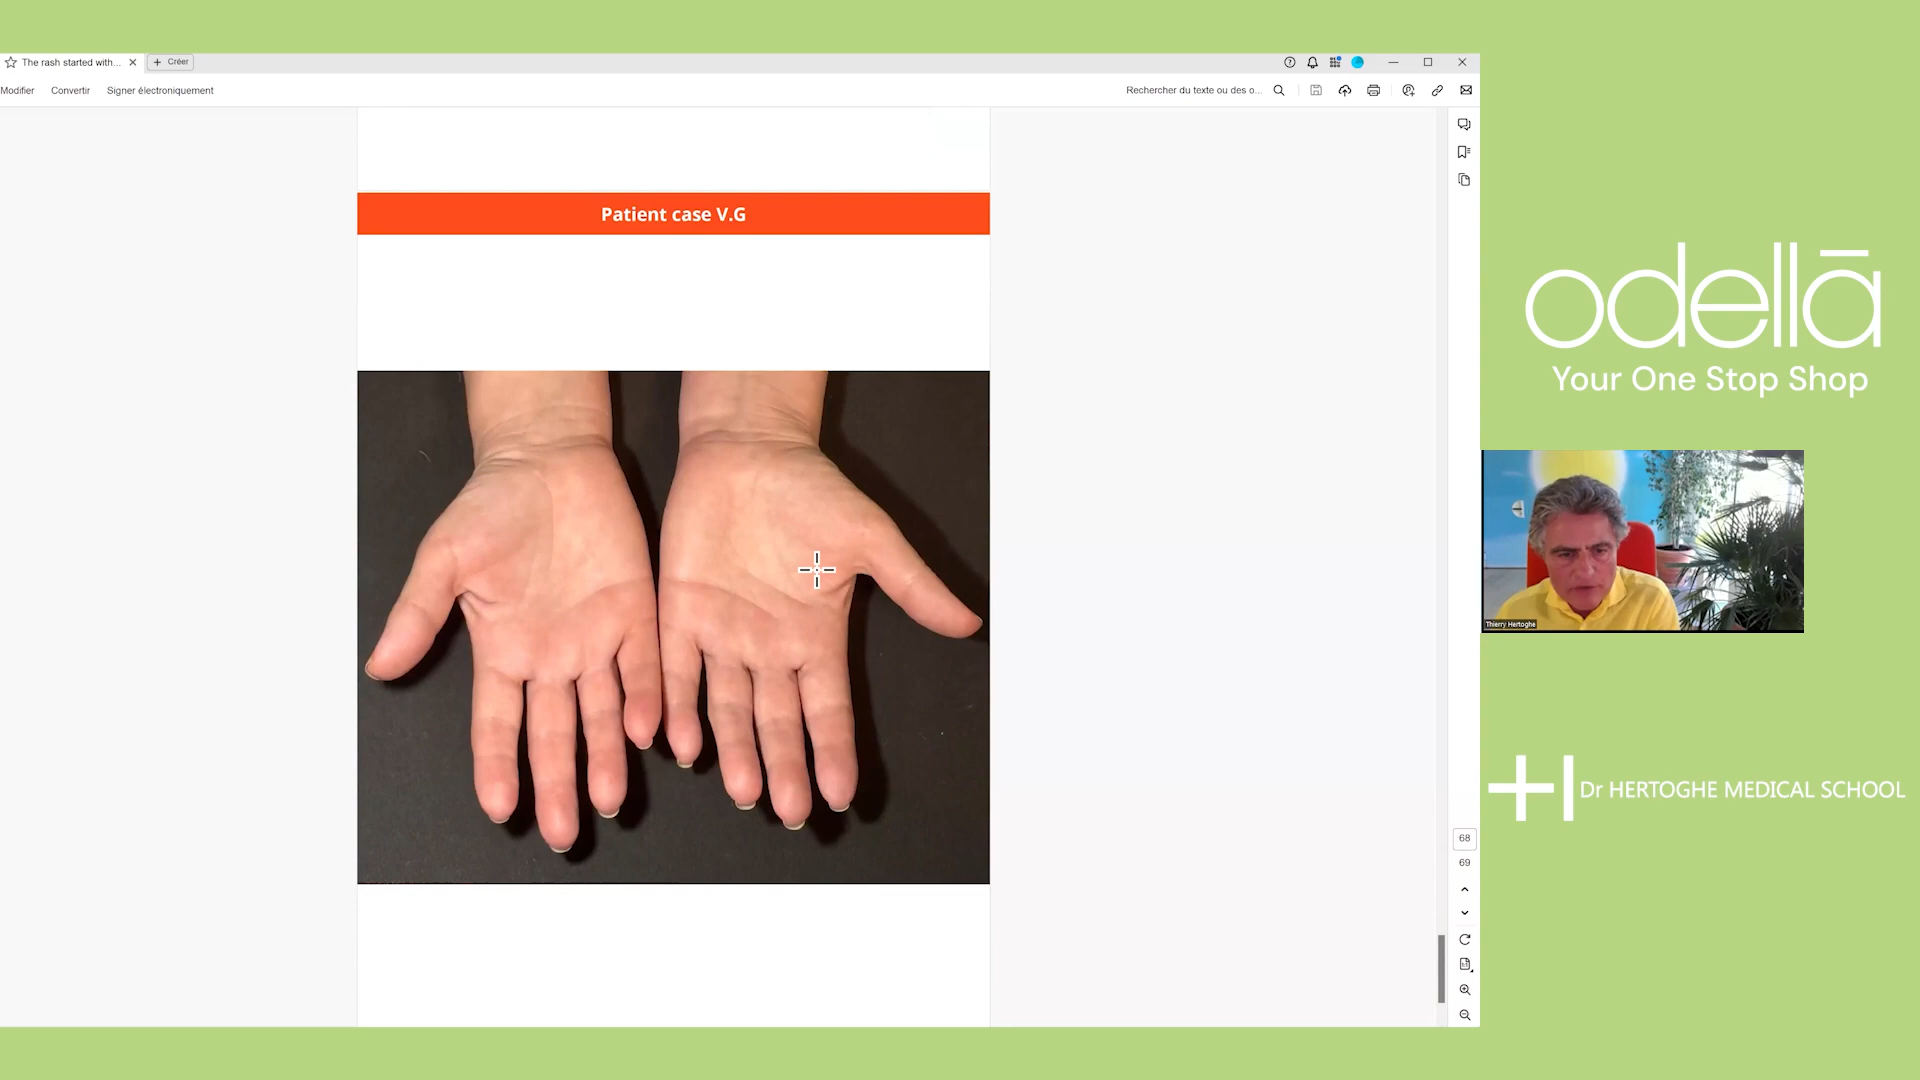 The rash started with...
Créer
Modifier
Convertir
Signer électroniquement
Rechercher du texte ou des o...
Patient case V.G
odellā
Your One Stop Shop
Thierry Hertoghe
Dr HERTOGHE MEDICAL SCHOOL
68
69